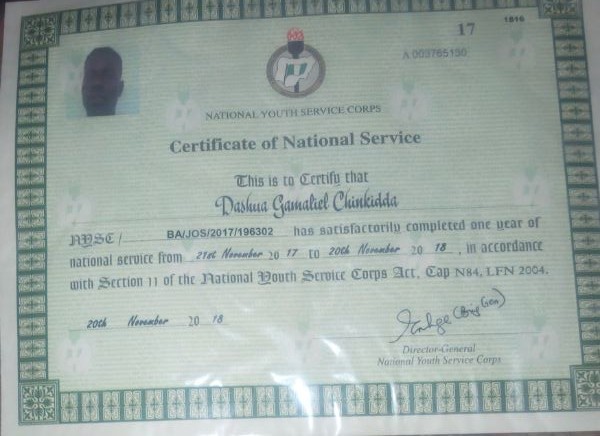 17
1816
A 003765150
NATIONAL YOUTH SERVICE CORPS
Certificate of National Service
This is to Certify that
Dashua Gamaliel Chinkidda
NYSC/ BA/JOS/2017/196302 has satisfactorily completed one year of
national service from 21st November 20 17 to 20th November 20 18, in accordance
with Section 11 of the National Youth Service Corps Act, Cap N84, LFN 2004.
20th November 20 18
(Brig Gen)
Director-General
National Youth Service Corps